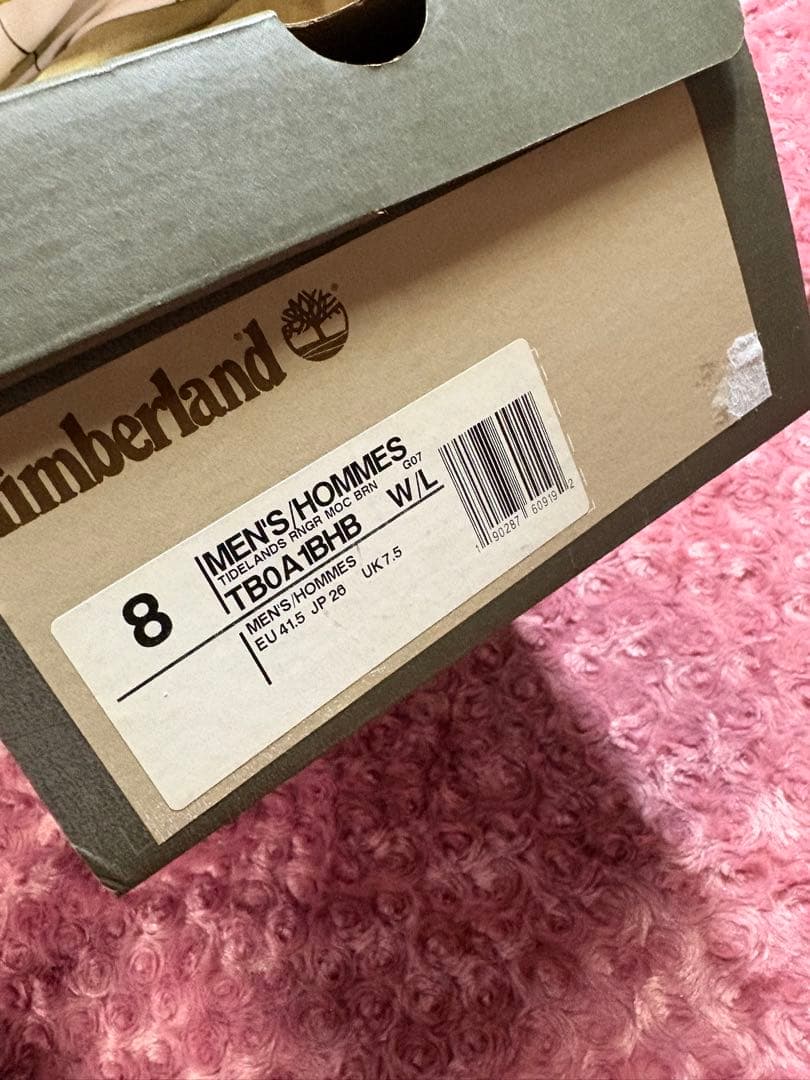 Timberland
8
MEN'S/HOMMES
TIDELANDS RNGR MOC BRN G07
TB0A1BHB W/L
MEN'S/HOMMES
EU 41.5 JP 26 UK 7.5
1 90287 60919 2